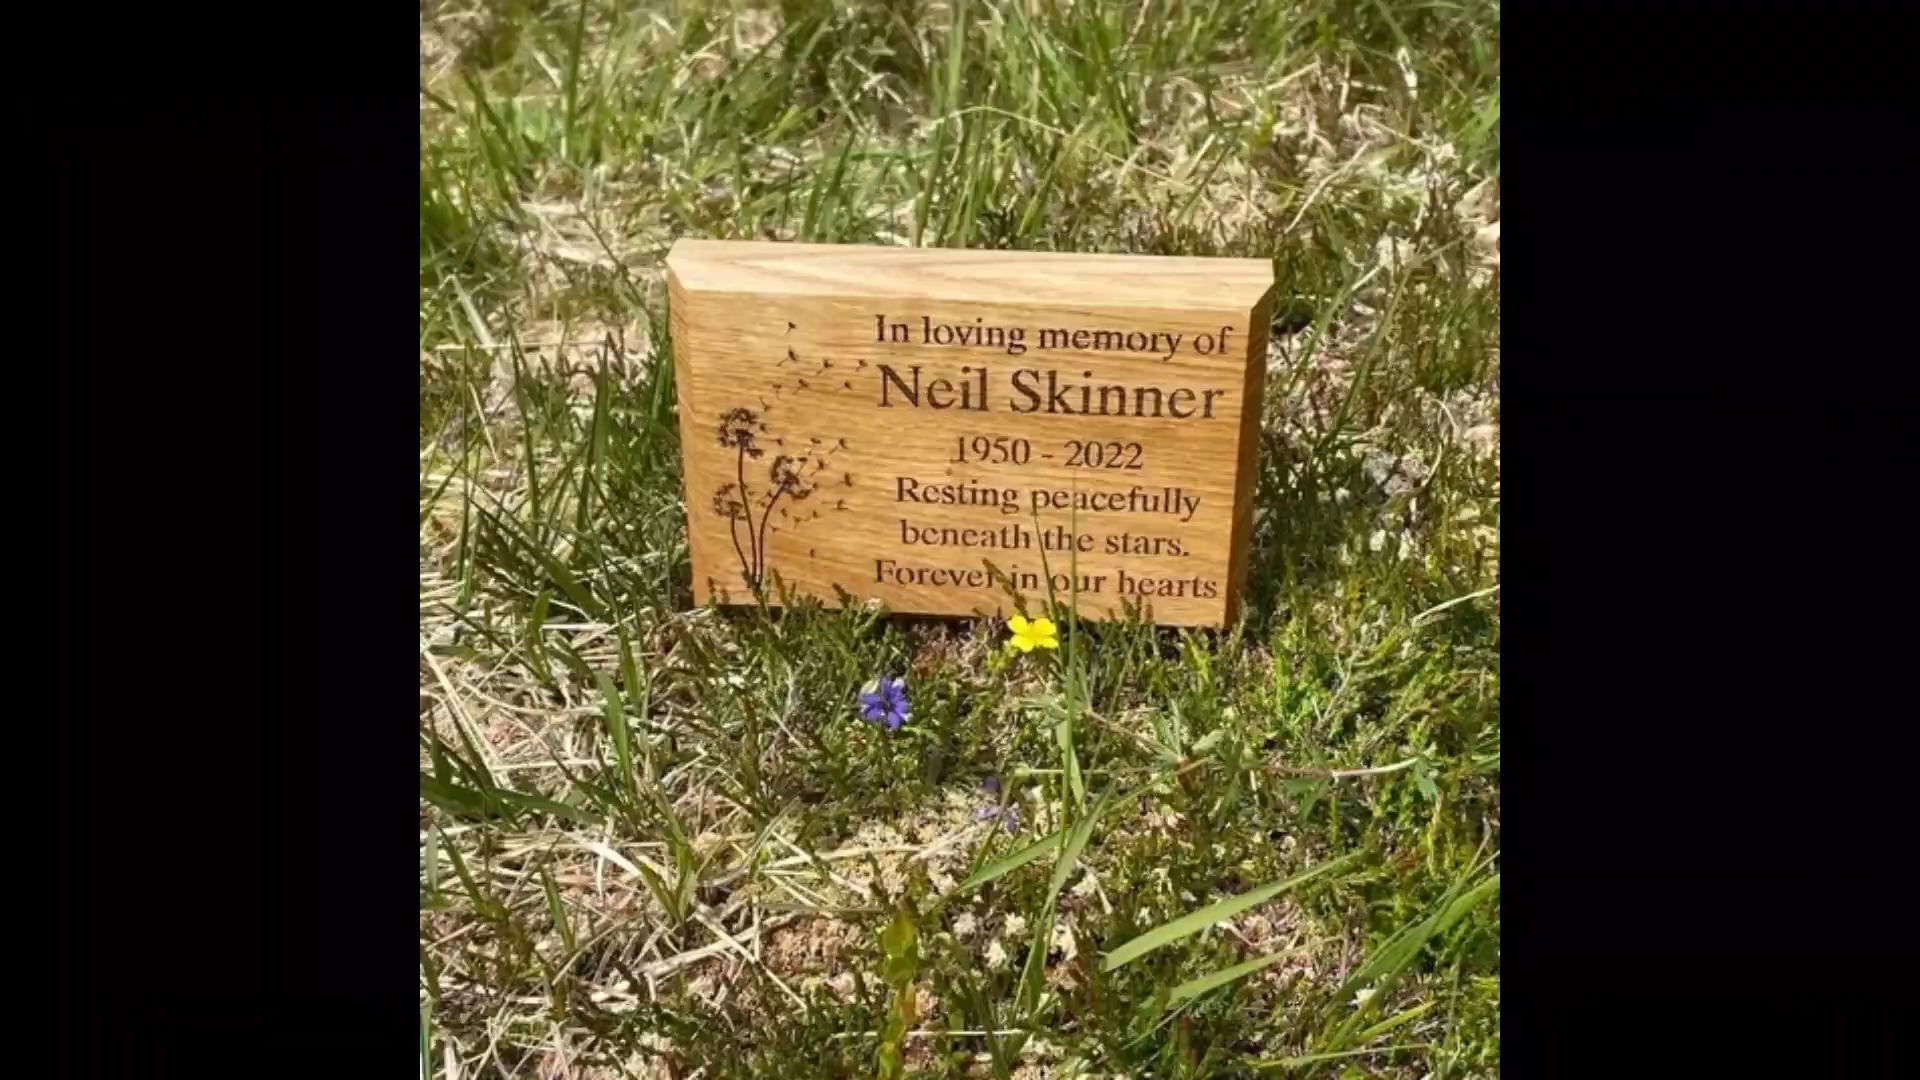 In loving memory of
Neil Skinner
1950 - 2022
Resting peacefully
beneath the stars.
Forever in our hearts